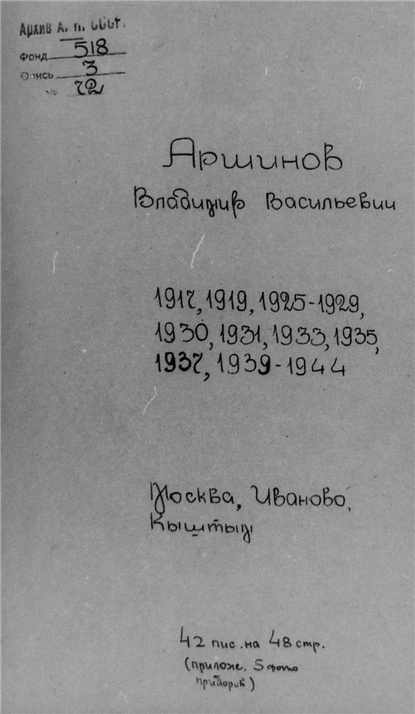 Архив А. Н. СССР.
Фонд 518
Опись 3
№ 72
Аршинов
Владимир Васильевич
1917, 1919, 1925-1929,
1930, 1931, 1933, 1935,
1937, 1939-1944
Москва, Иваново,
Кыштым
42 пис. на 48 стр.
(прилож. 5 фото
приборов)